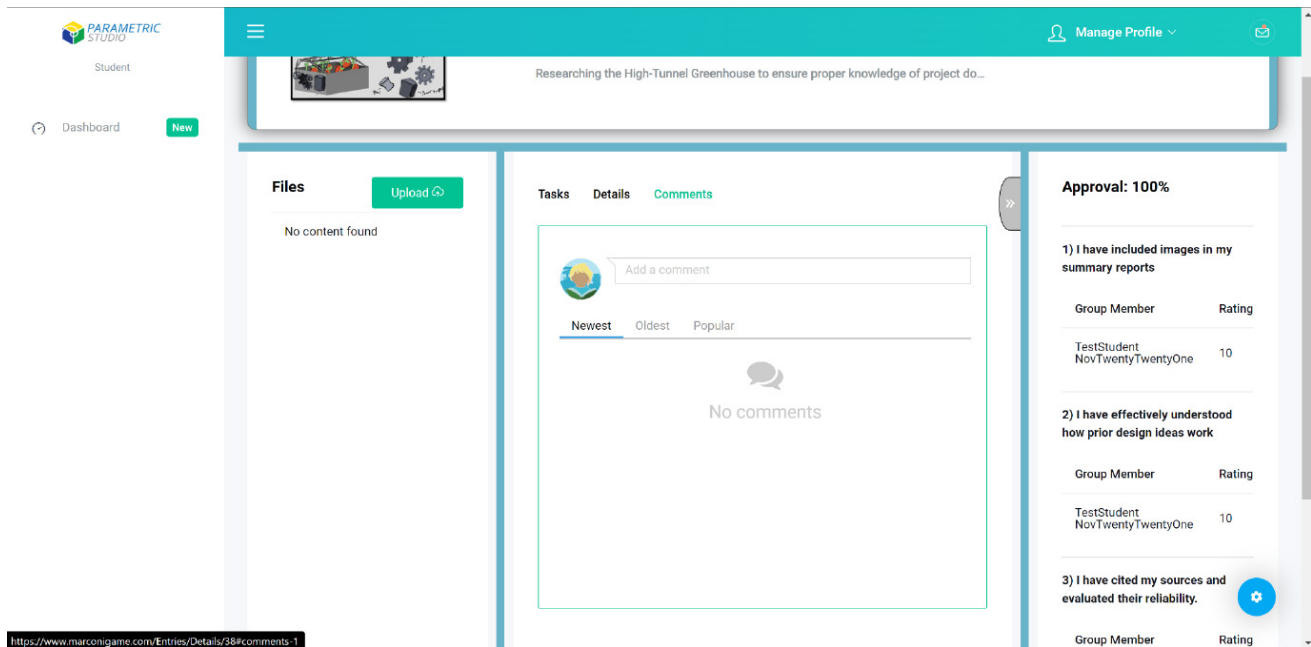 PARAMETRIC
STUDIO
Student
Dashboard
New
Manage Profile
Researching the High-Tunnel Greenhouse to ensure proper knowledge of project do...
Files
Upload
No content found
Tasks Details Comments
»
Add a comment
Newest Oldest Popular
No comments
Approval: 100%
1) I have included images in my
summary reports
Group Member Rating
TestStudent
NovTwentyTwentyOne 10
2) I have effectively understood
how prior design ideas work
Group Member Rating
TestStudent
NovTwentyTwentyOne 10
3) I have cited my sources and
evaluated their reliability.
Group Member Rating
https://www.marconigame.com/Entries/Details/38#comments-1